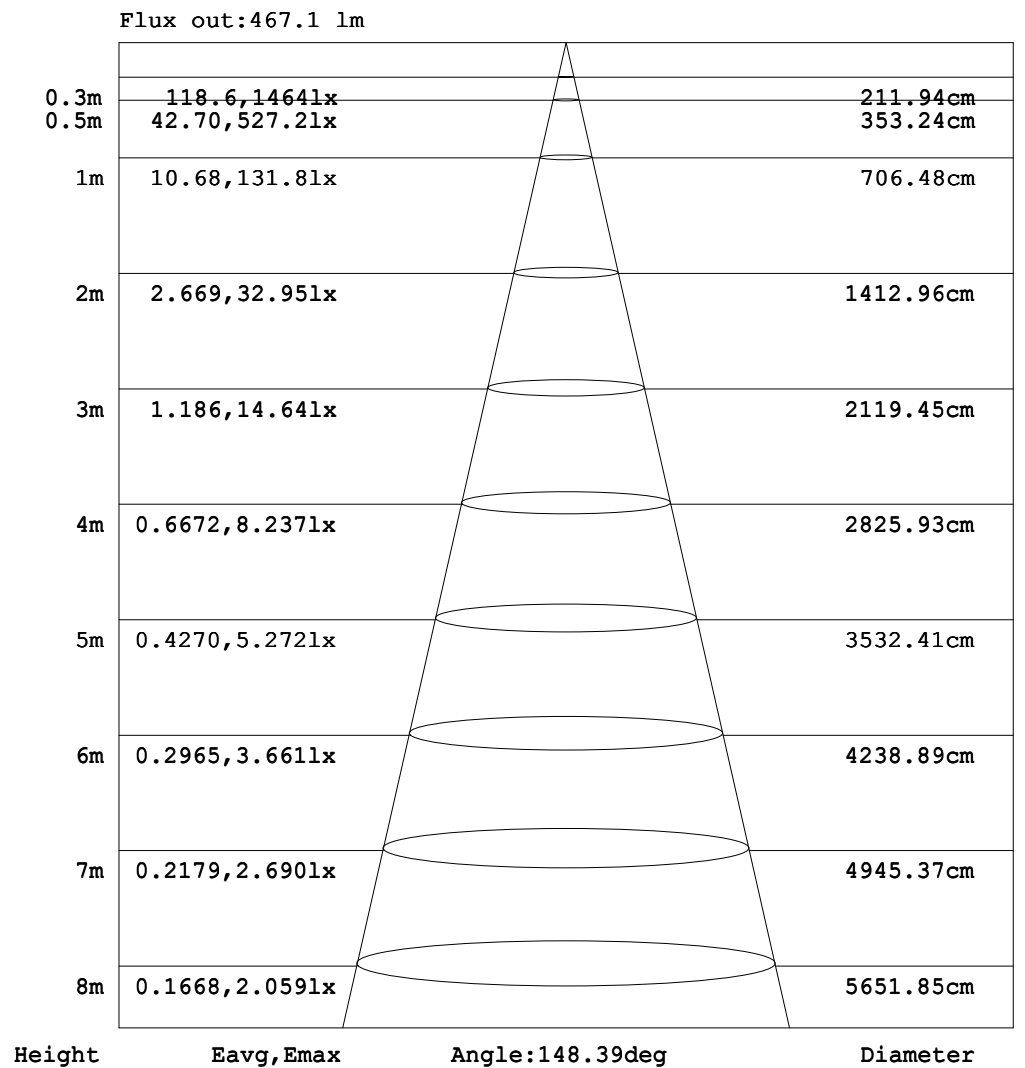 Flux out:467.1 lm
0.3m 118.6,1464lx 211.94cm
0.5m 42.70,527.2lx 353.24cm
1m 10.68,131.8lx 706.48cm
2m 2.669,32.95lx 1412.96cm
3m 1.186,14.64lx 2119.45cm
4m 0.6672,8.237lx 2825.93cm
5m 0.4270,5.272lx 3532.41cm
6m 0.2965,3.661lx 4238.89cm
7m 0.2179,2.690lx 4945.37cm
8m 0.1668,2.059lx 5651.85cm
Height Eavg,Emax Angle:148.39deg Diameter